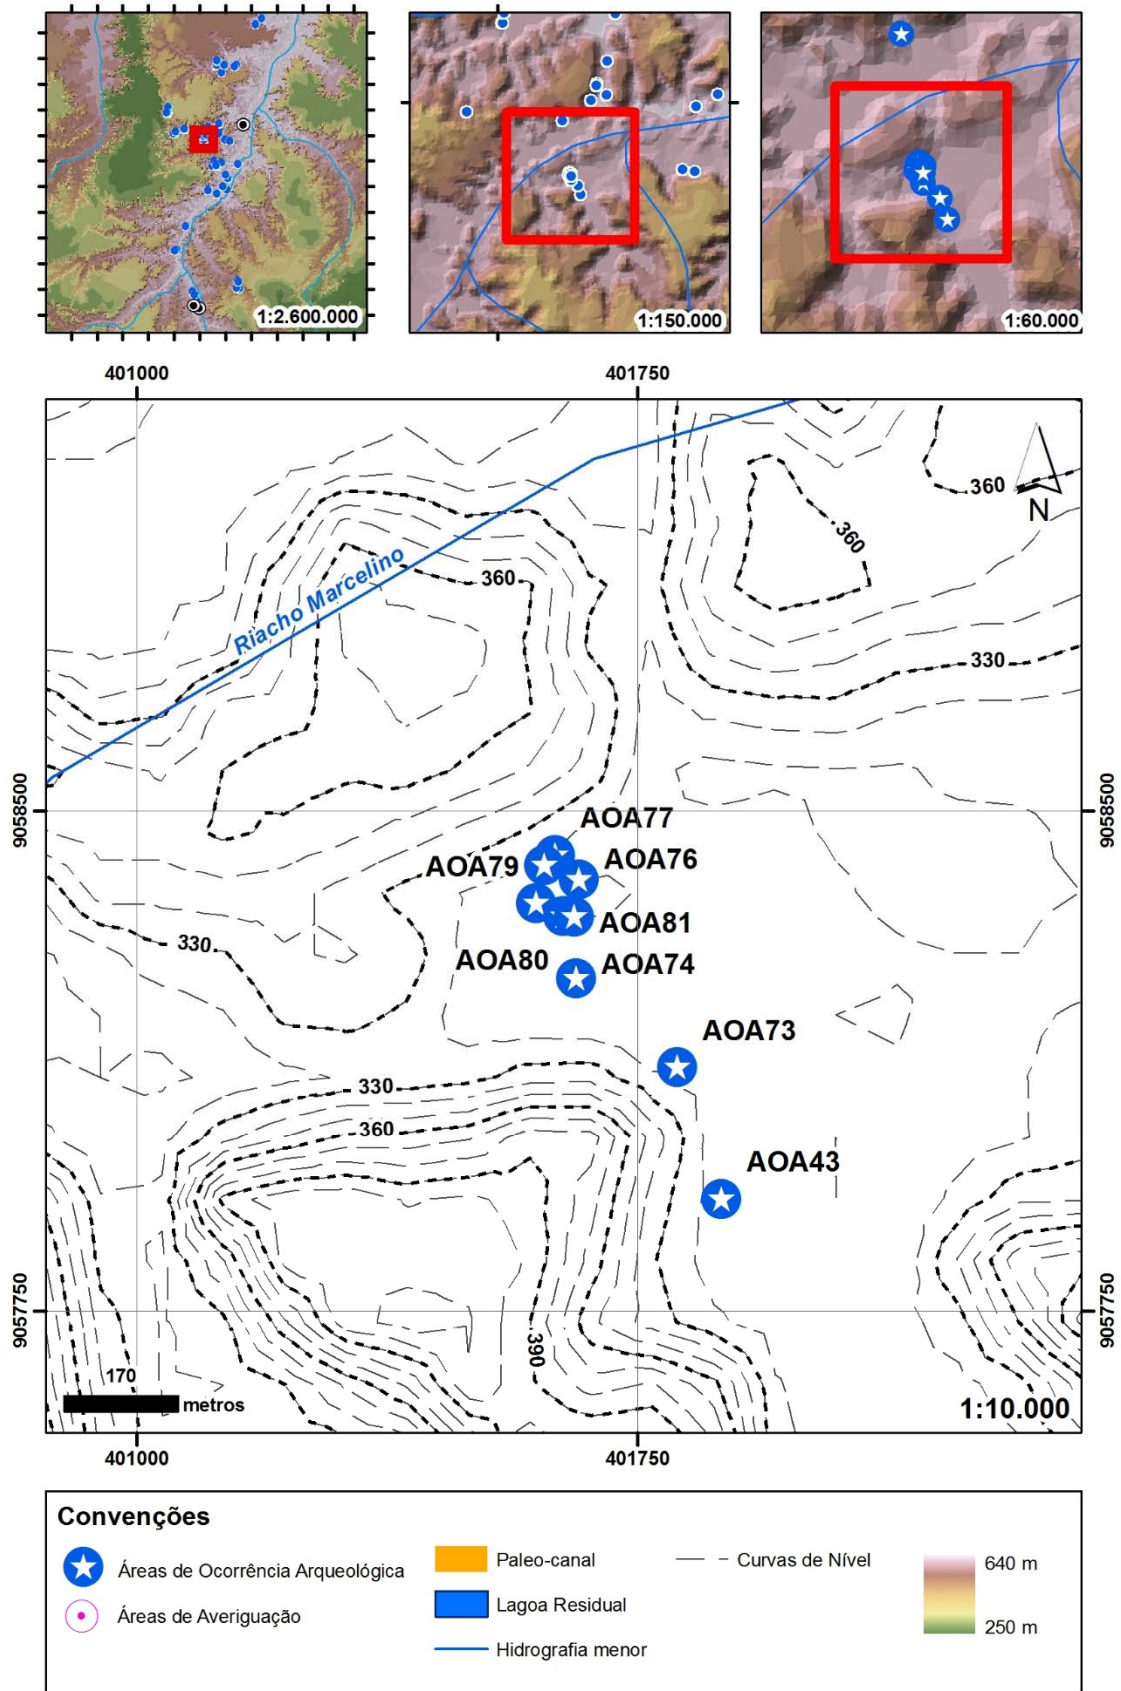 1:2.600.000
1:150.000
1:60.000
401000
401750
N
360
360
360
Riacho Marcelino
330
9058500
9058500
AOA77
AOA79
AOA76
AOA81
330
AOA80
AOA74
AOA73
330
360
AOA43
9057750
9057750
390
170
metros
1:10.000
401000
401750
Convenções
Áreas de Ocorrência Arqueológica
Áreas de Averiguação
Paleo-canal
Lagoa Residual
Hidrografia menor
Curvas de Nível
640 m
250 m